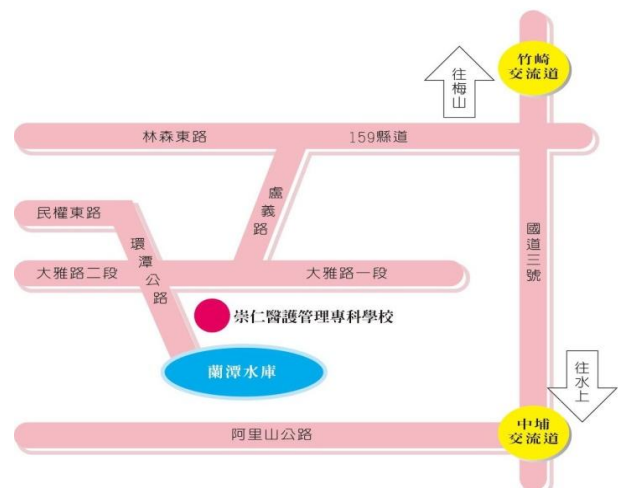 竹崎
交流道
往梅山
林森東路
159縣道
盧義路
民權東路
環潭公路
國道三號
大雅路二段
大雅路一段
崇仁醫護管理專科學校
蘭潭水庫
往水上
中埔
交流道
阿里山公路